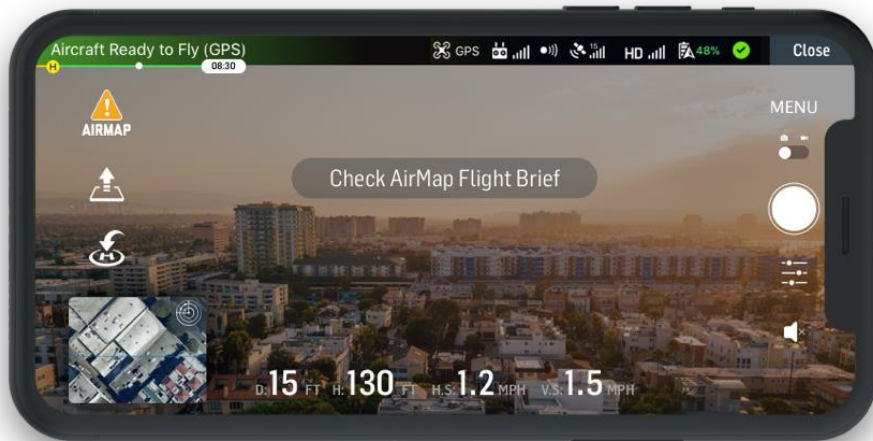 Aircraft Ready to Fly (GPS)
GPS
15
HD
48%
Close
H
08:30
AIRMAP
MENU
Check AirMap Flight Brief
H
D: 15 FT H: 130 FT H.S: 1.2 MPH V.S: 1.5 MPH